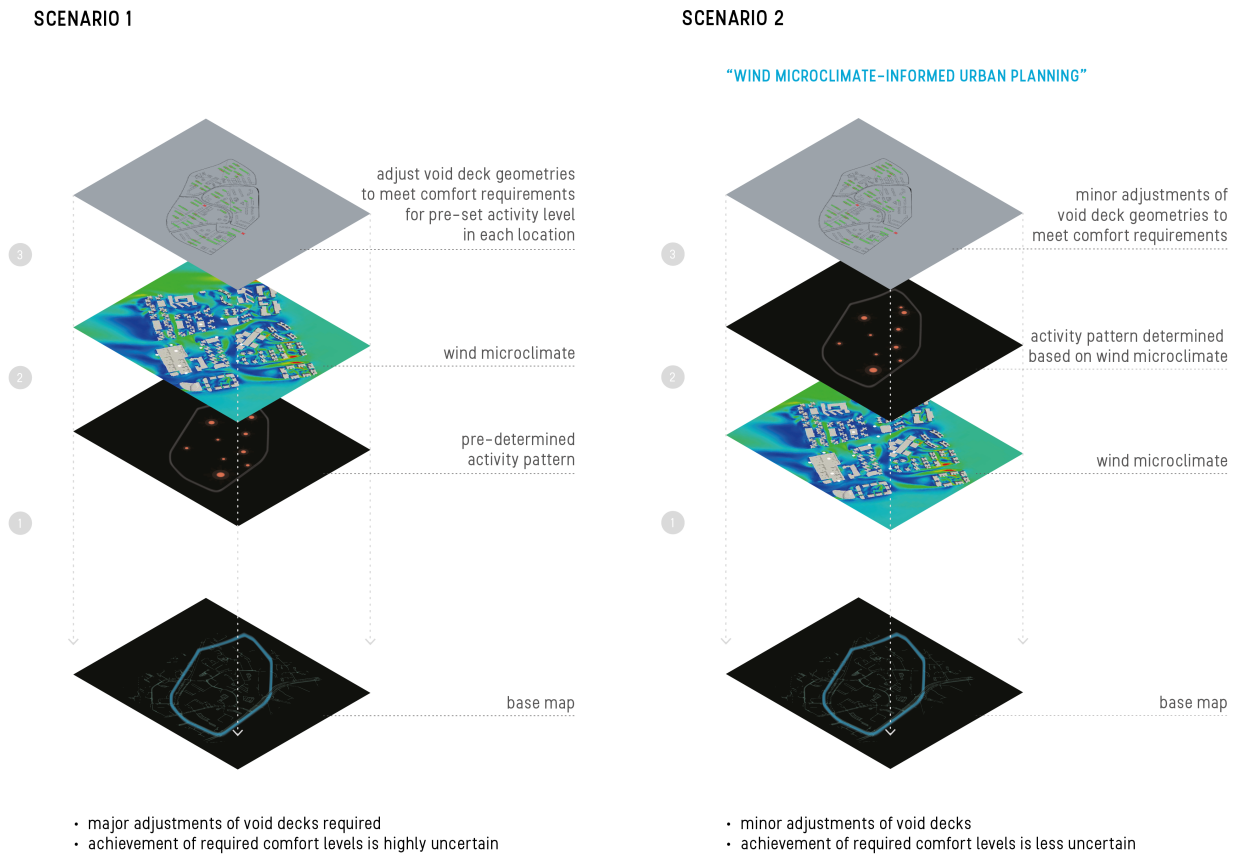 SCENARIO 1
adjust void deck geometries
to meet comfort requirements
for pre-set activity level
in each location
3
wind microclimate
2
pre-determined
activity pattern
1
base map
• major adjustments of void decks required
• achievement of required comfort levels is highly uncertain
SCENARIO 2
“WIND MICROCLIMATE-INFORMED URBAN PLANNING”
minor adjustments of
void deck geometries to
meet comfort requirements
3
activity pattern determined
based on wind microclimate
2
wind microclimate
1
base map
• minor adjustments of void decks
• achievement of required comfort levels is less uncertain